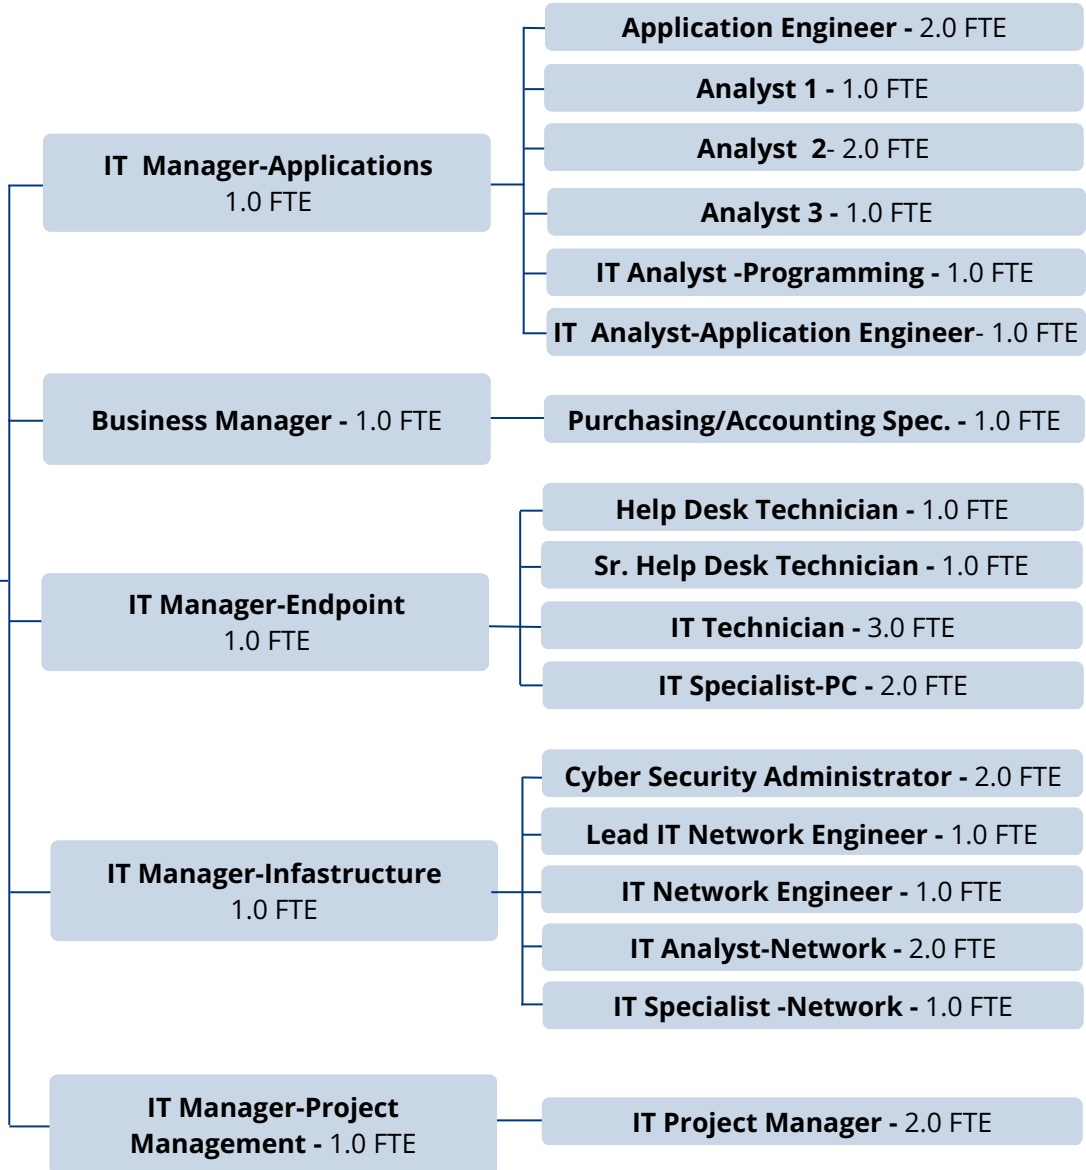 IT Manager-Applications
1.0 FTE
Application Engineer - 2.0 FTE
Analyst 1 - 1.0 FTE
Analyst 2- 2.0 FTE
Analyst 3 - 1.0 FTE
IT Analyst -Programming - 1.0 FTE
IT Analyst-Application Engineer- 1.0 FTE
Business Manager - 1.0 FTE
Purchasing/Accounting Spec. - 1.0 FTE
IT Manager-Endpoint
1.0 FTE
Help Desk Technician - 1.0 FTE
Sr. Help Desk Technician - 1.0 FTE
IT Technician - 3.0 FTE
IT Specialist-PC - 2.0 FTE
IT Manager-Infastructure
1.0 FTE
Cyber Security Administrator - 2.0 FTE
Lead IT Network Engineer - 1.0 FTE
IT Network Engineer - 1.0 FTE
IT Analyst-Network - 2.0 FTE
IT Specialist -Network - 1.0 FTE
IT Manager-Project
Management - 1.0 FTE
IT Project Manager - 2.0 FTE